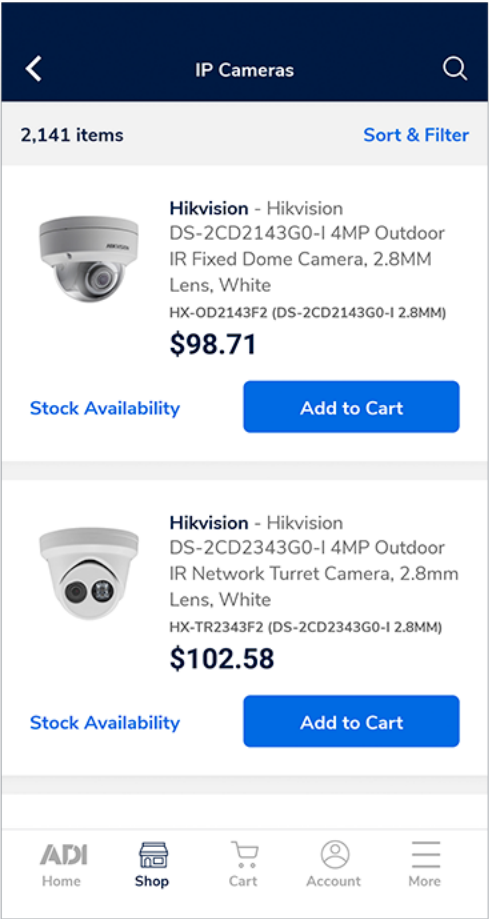 IP Cameras
2,141 items
Sort & Filter
HIKVISION
Hikvision - Hikvision
DS-2CD2143G0-I 4MP Outdoor
IR Fixed Dome Camera, 2.8MM
Lens, White
HX-OD2143F2 (DS-2CD2143G0-I 2.8MM)
$98.71
Stock Availability
Add to Cart
Hikvision - Hikvision
DS-2CD2343G0-I 4MP Outdoor
IR Network Turret Camera, 2.8mm
Lens, White
HX-TR2343F2 (DS-2CD2343G0-I 2.8MM)
$102.58
Stock Availability
Add to Cart
ADI
Home
Shop
Cart
Account
More